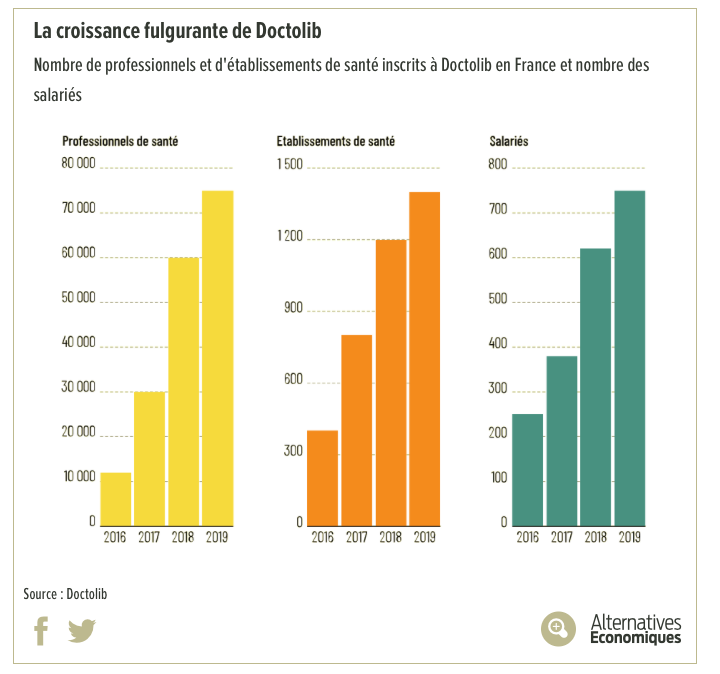 La croissance fulgurante de Doctolib
Nombre de professionnels et d'établissements de santé inscrits à Doctolib en France et nombre des
salariés
Professionnels de santé
80 000
70 000
60 000
50 000
40 000
30 000
20 000
10 000
0
2016 2017 2018 2019
Etablissements de santé
1 500
1 200
900
600
300
0
2016 2017 2018 2019
Salariés
800
700
600
500
400
300
200
100
0
2016 2017 2018 2019
Source : Doctolib
Alternatives
Economiques